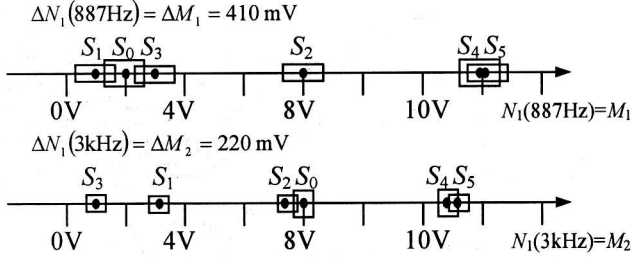 ΔN₁(887Hz) = ΔM₁ = 410 mV
S₁ S₀ S₃ S₂ S₄ S₅
0V 4V 8V 10V N₁(887Hz)=M₁
ΔN₁(3kHz) = ΔM₂ = 220 mV
S₃ S₁ S₂ S₀ S₄ S₅
0V 4V 8V 10V N₁(3kHz)=M₂